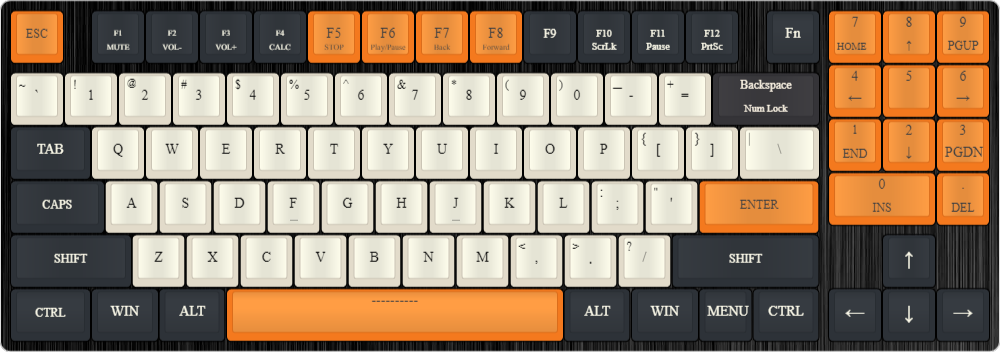 ESC F1 F2 F3 F4 F5 F6 F7 F8 F9 F10 F11 F12 Fn 7 8 9
MUTE VOL- VOL+ CALC STOP Play/Pause Back Forward ScrLk Pause PrtSc HOME ↑ PGUP
~ ! @ # $ % ^ & * ( ) — + Backspace 4 5 6
` 1 2 3 4 5 6 7 8 9 0 - = Num Lock ← →
TAB Q W E R T Y U I O P { [ } ] | \ 1 2 3
END ↓ PGDN
CAPS A S D F G H J K L : ; " ' ENTER 0 .
_ _ INS DEL
SHIFT Z X C V B N M < , > . ? / SHIFT ↑
CTRL WIN ALT ---------- ALT WIN MENU CTRL ← ↓ →